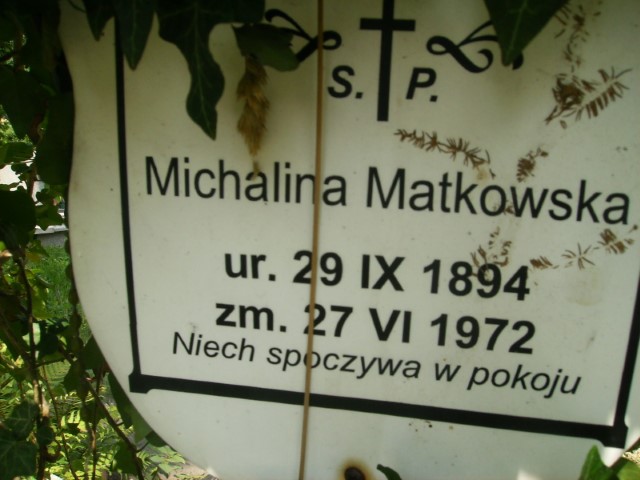 S. P.
Michalina Matkowska
ur. 29 IX 1894
zm. 27 VI 1972
Niech spoczywa w pokoju